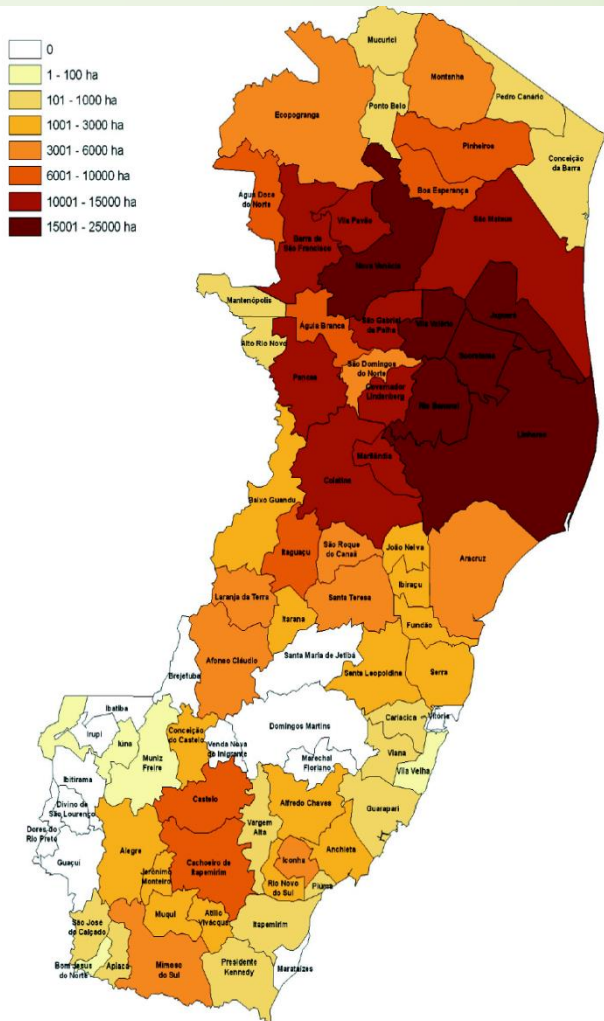 0
1 - 100 ha
101 - 1000 ha
1001 - 3000 ha
3001 - 6000 ha
6001 - 10000 ha
10001 - 15000 ha
15001 - 25000 ha
Mucurici
Montanha
Pedro Canário
Ponto Belo
Ecoporanga
Pinheiros
Conceição
da Barra
Boa Esperança
Água Doce
do Norte
Vila Pavão
São Mateus
Barra de
São Francisco
Nova Venécia
Mantenópolis
Jaguaré
Águia Branca
São Gabriel
da Palha
Vila Valério
Alto Rio Novo
Sooretama
São Domingos
do Norte
Pancas
Governador
Lindenberg
Rio Bananal
Linhares
Marilândia
Colatina
Baixo Guandu
São Roque
do Canaã
João Neiva
Aracruz
Itaguaçu
Ibiraçu
Laranja da Terra
Santa Teresa
Itarana
Fundão
Santa Maria de Jetibá
Afonso Cláudio
Brejetuba
Santa Leopoldina
Serra
Ibatiba
Domingos Martins
Cariacica
Vitória
Irupi
Iúna
Conceição
do Castelo
Venda Nova
do Imigrante
Viana
Muniz
Freire
Marechal
Floriano
Vila Velha
Ibitirama
Castelo
Alfredo Chaves
Guarapari
Divino de
São Lourenço
Vargem
Alta
Dores do
Rio Preto
Alegre
Anchieta
Guaçuí
Cachoeiro de
Itapemirim
Iconha
Jerônimo
Monteiro
Rio Novo
do Sul
Piúma
Muqui
Atílio
Vivácqua
São José
do Calçado
Itapemirim
Bom Jesus
do Norte
Apiacá
Mimoso
do Sul
Presidente
Kennedy
Marataízes